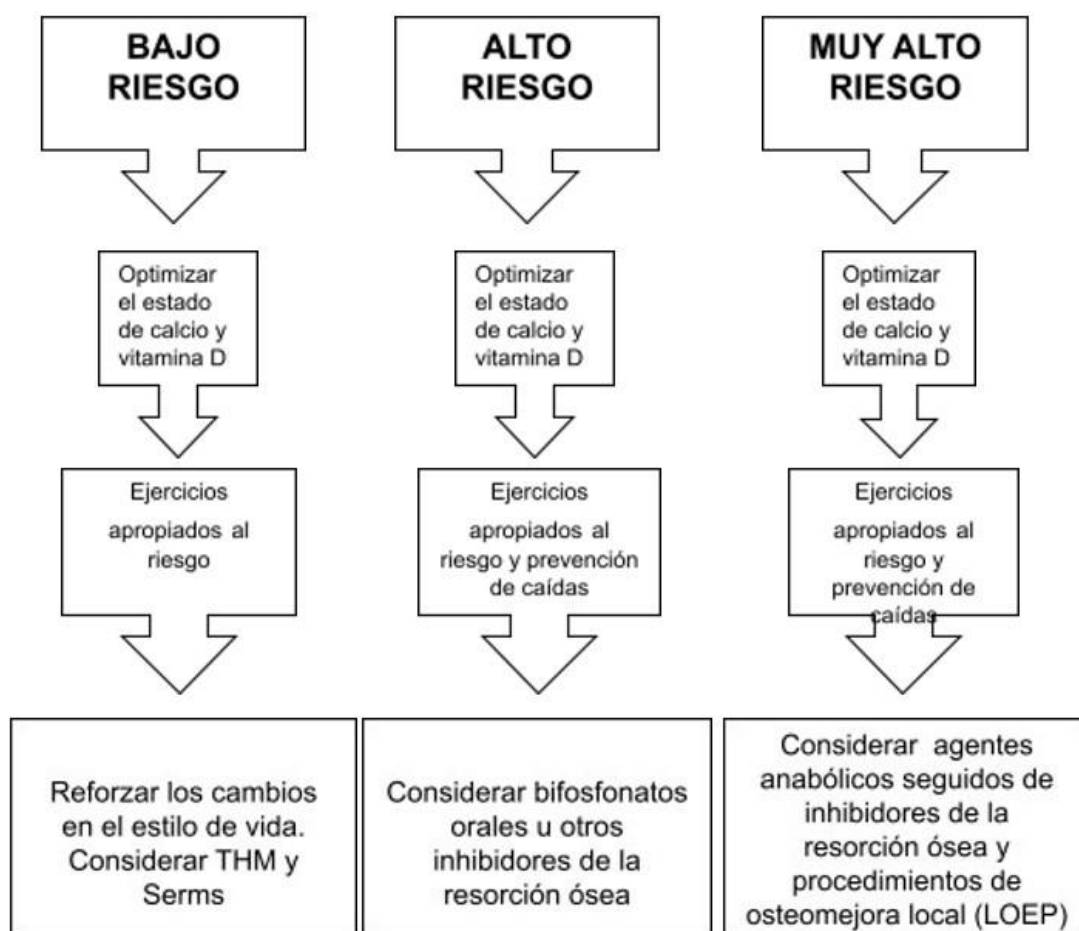 BAJO
RIESGO
Optimizar
el estado
de calcio y
vitamina D
Ejercicios
apropiados al
riesgo
Reforzar los cambios
en el estilo de vida.
Considerar THM y
Serms
ALTO
RIESGO
Optimizar
el estado
de calcio y
vitamina D
Ejercicios
apropiados al
riesgo y prevención
de caídas
Considerar bifosfonatos
orales u otros
inhibidores de la
resorción ósea
MUY ALTO
RIESGO
Optimizar
el estado
de calcio y
vitamina D
Ejercicios
apropiados al
riesgo y
prevención de
caídas
Considerar agentes
anabólicos seguidos de
inhibidores de la
resorción ósea y
procedimientos de
osteomejora local (LOEP)